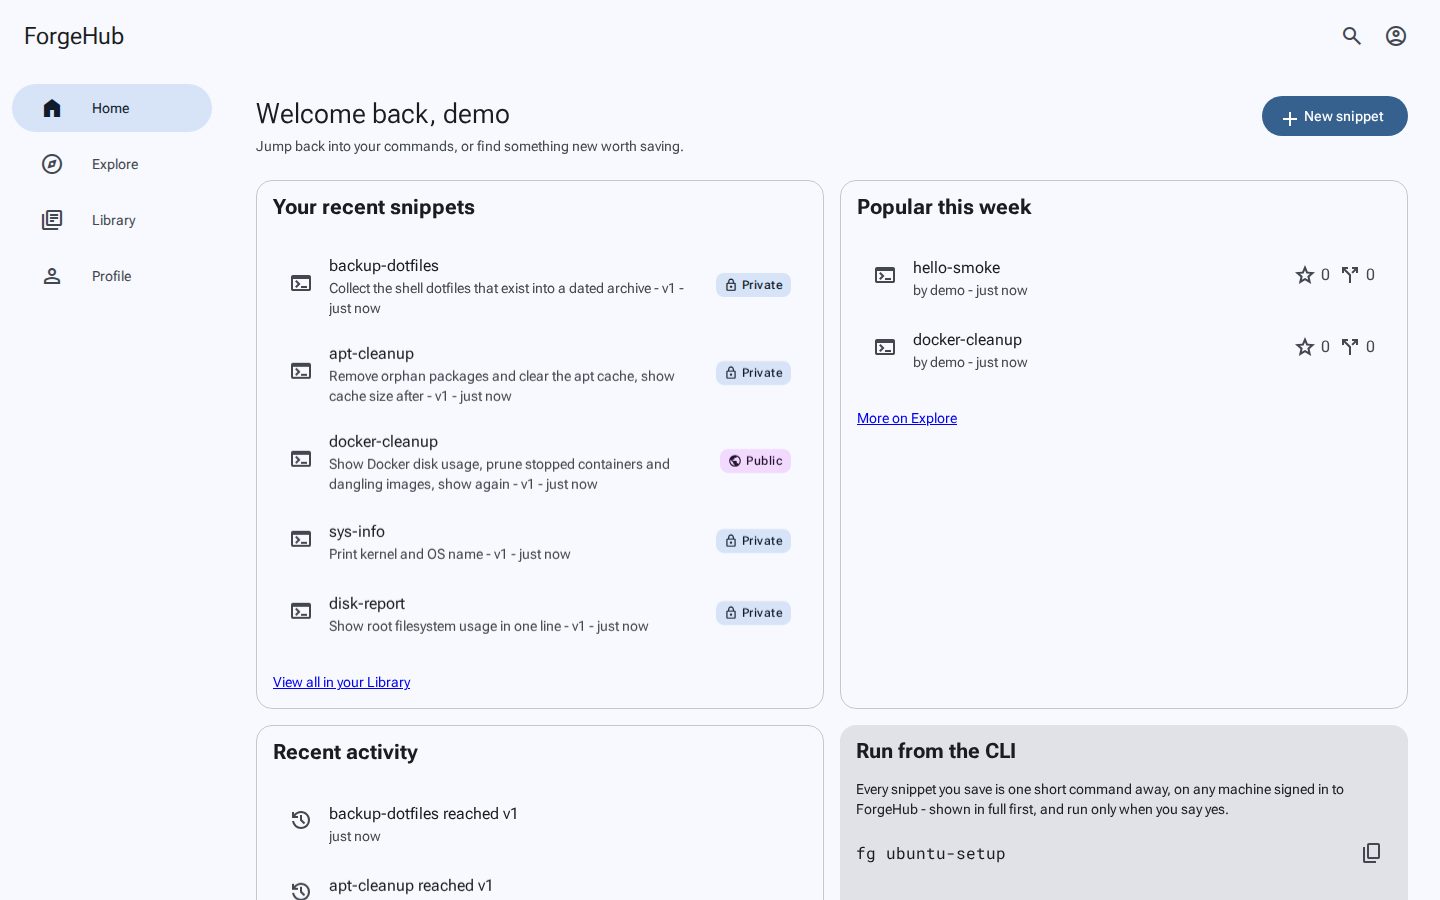 ForgeHub
Home
Explore
Library
Profile
Welcome back, demo
Jump back into your commands, or find something new worth saving.
New snippet
Your recent snippets
backup-dotfiles
Collect the shell dotfiles that exist into a dated archive - v1 -
just now
Private
apt-cleanup
Remove orphan packages and clear the apt cache, show
cache size after - v1 - just now
Private
docker-cleanup
Show Docker disk usage, prune stopped containers and
dangling images, show again - v1 - just now
Public
sys-info
Print kernel and OS name - v1 - just now
Private
disk-report
Show root filesystem usage in one line - v1 - just now
Private
View all in your Library
Popular this week
hello-smoke
by demo - just now
0 0
docker-cleanup
by demo - just now
0 0
More on Explore
Recent activity
backup-dotfiles reached v1
just now
apt-cleanup reached v1
Run from the CLI
Every snippet you save is one short command away, on any machine signed in to
ForgeHub - shown in full first, and run only when you say yes.
fg ubuntu-setup